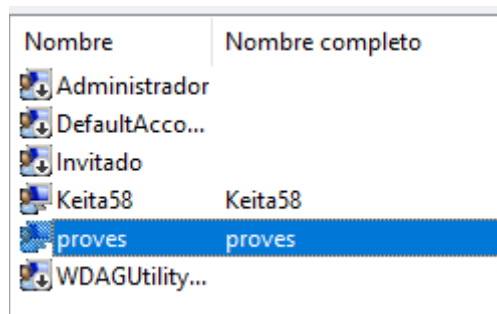 Nombre Nombre completo
Administrador
DefaultAcco...
Invitado
Keita58 Keita58
proves proves
WDAGUtility...